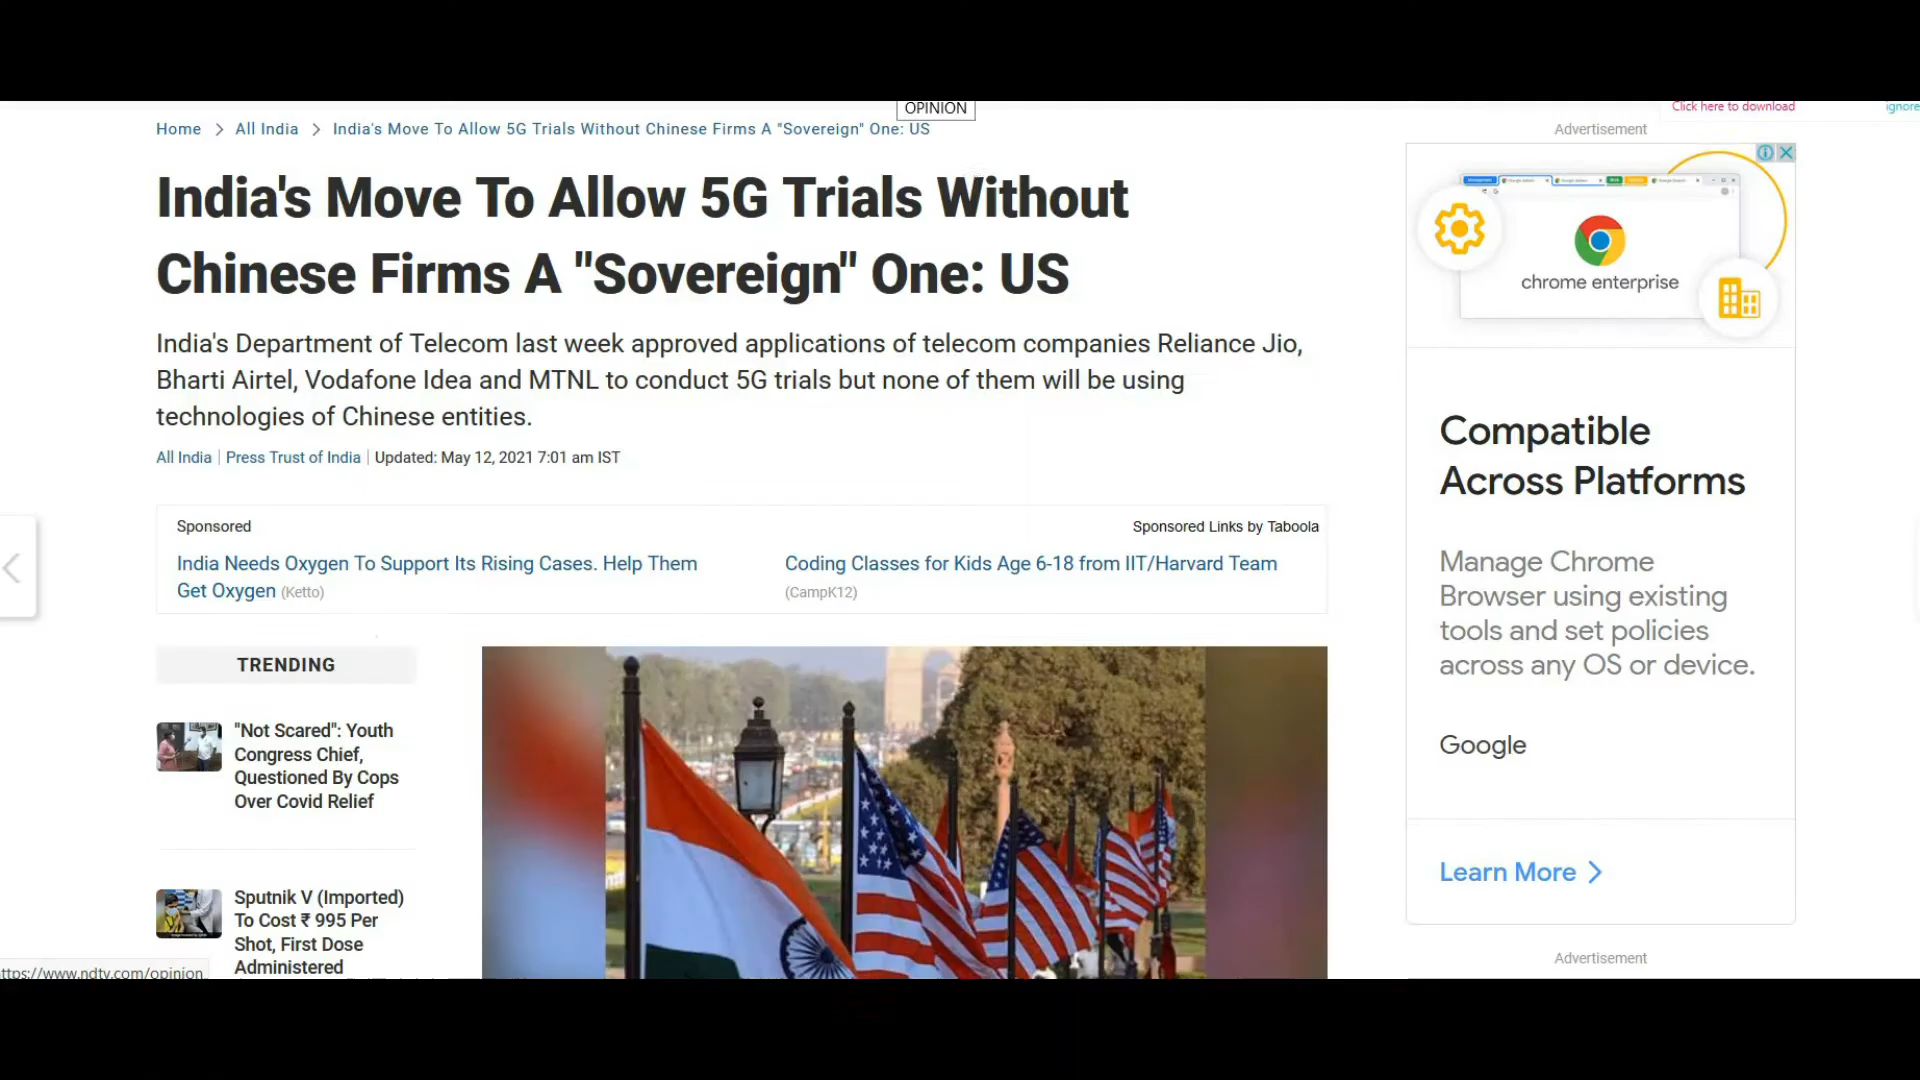 OPINION
Click here to download
ignore
Home > All India > India's Move To Allow 5G Trials Without Chinese Firms A "Sovereign" One: US
India's Move To Allow 5G Trials Without
Chinese Firms A "Sovereign" One: US
India's Department of Telecom last week approved applications of telecom companies Reliance Jio,
Bharti Airtel, Vodafone Idea and MTNL to conduct 5G trials but none of them will be using
technologies of Chinese entities.
All India | Press Trust of India | Updated: May 12, 2021 7:01 am IST
Sponsored
Sponsored Links by Taboola
India Needs Oxygen To Support Its Rising Cases. Help Them
Get Oxygen (Ketto)
Coding Classes for Kids Age 6-18 from IIT/Harvard Team
(CampK12)
TRENDING
"Not Scared": Youth
Congress Chief,
Questioned By Cops
Over Covid Relief
Sputnik V (Imported)
To Cost ₹ 995 Per
Shot, First Dose
Administered
ttps://www.ndtv.com/opinion
Advertisement
chrome enterprise
Compatible
Across Platforms
Manage Chrome
Browser using existing
tools and set policies
across any OS or device.
Google
Learn More >
Advertisement